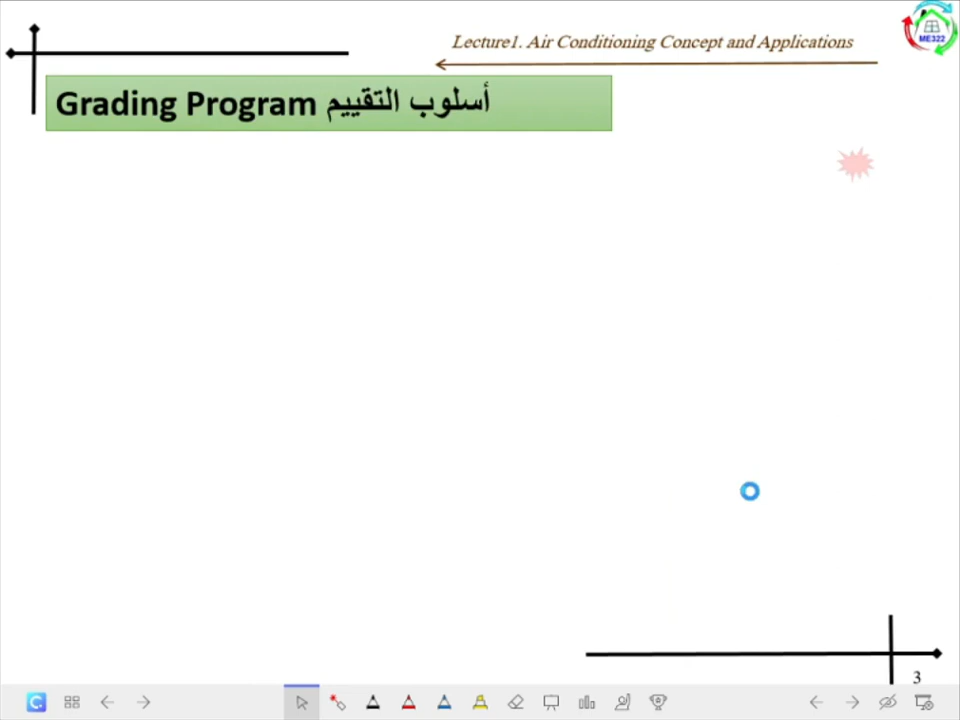 Lecture1. Air Conditioning Concept and Applications
ME322
Grading Program أسلوب التقييم
3